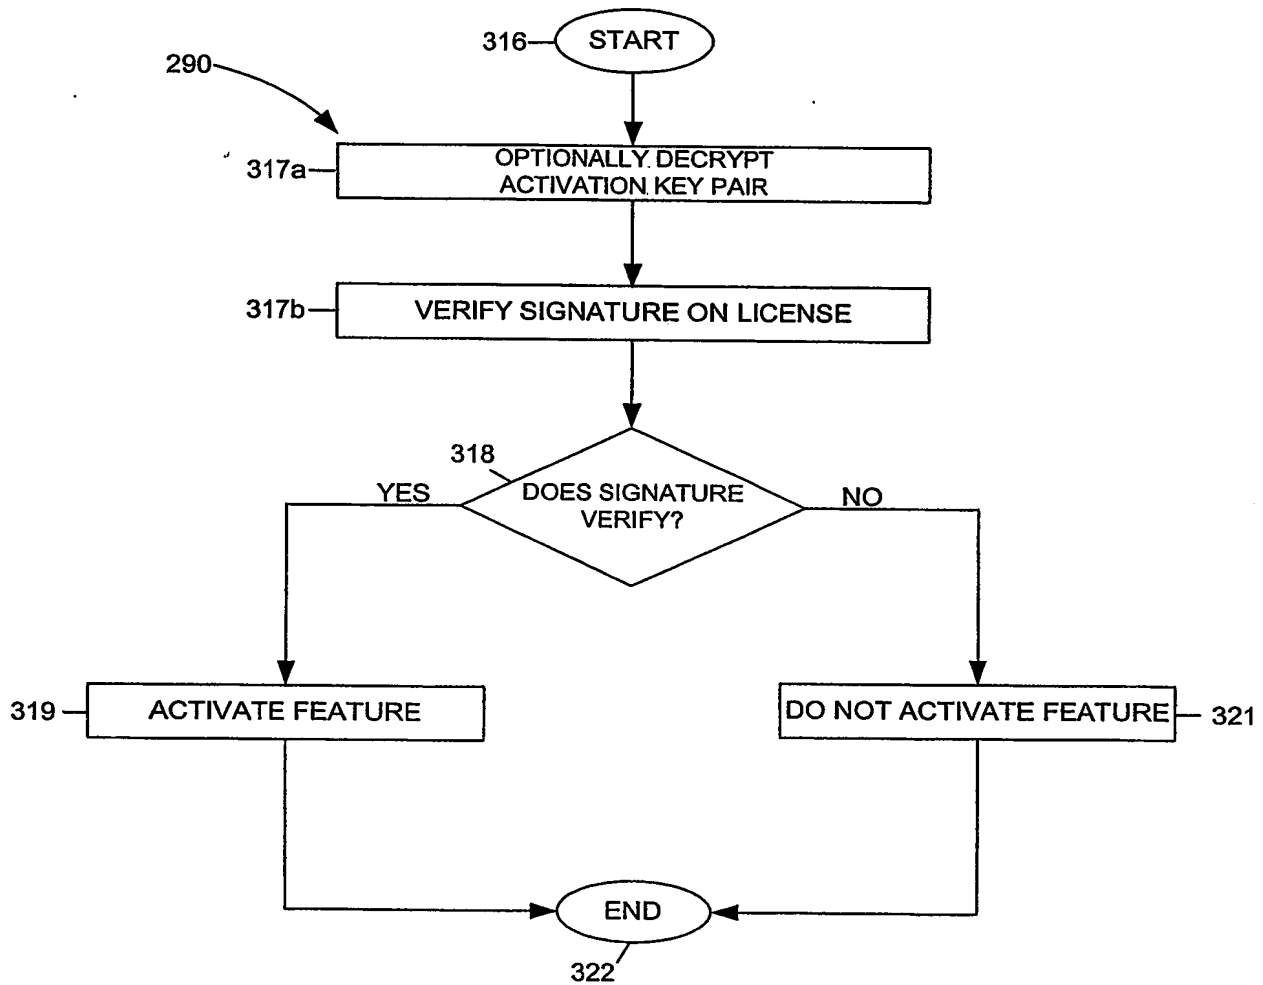 316
START
290
317a
OPTIONALLY DECRYPT
ACTIVATION KEY PAIR
317b
VERIFY SIGNATURE ON LICENSE
318
YES
DOES SIGNATURE
VERIFY?
NO
319
ACTIVATE FEATURE
DO NOT ACTIVATE FEATURE
321
END
322